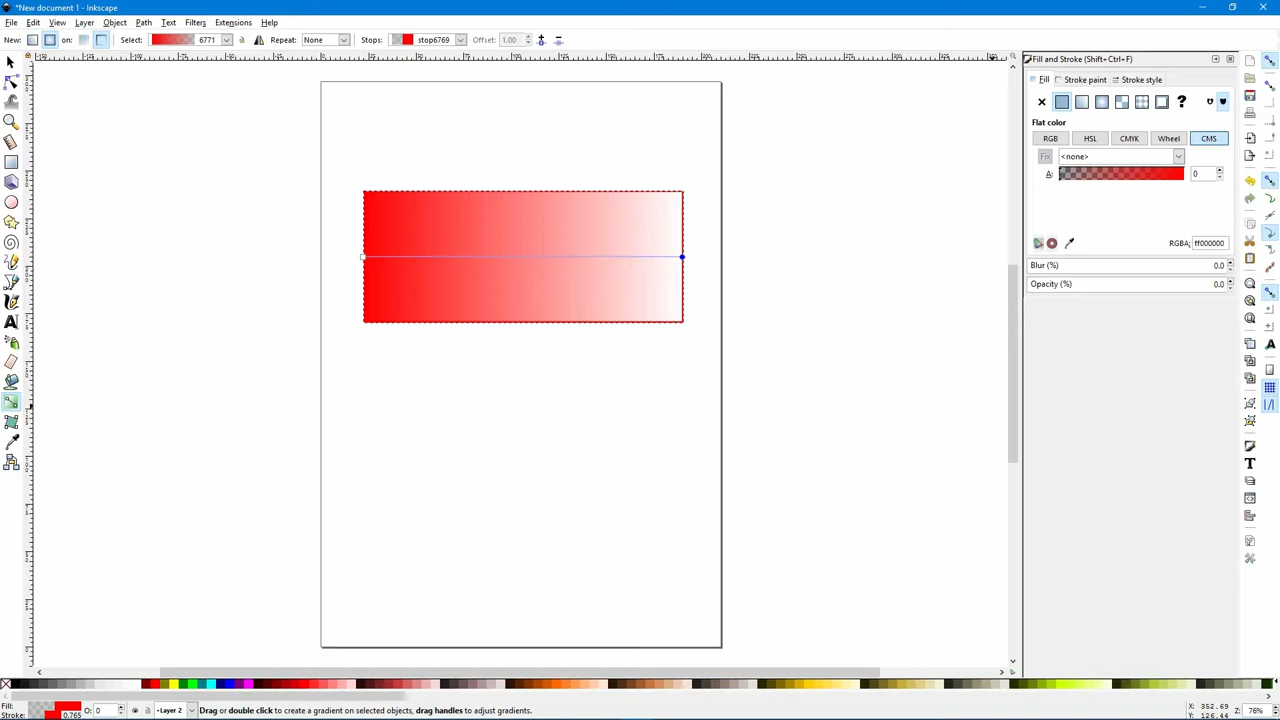 *New document 1 - Inkscape
File Edit View Layer Object Path Text Filters Extensions Help
New: on: Select: 6771 Repeat: None Stops: stop6769 Offset: 1.00
Fill and Stroke (Shift+Ctrl+F)
Fill Stroke paint Stroke style
?
Flat color
RGB HSL CMYK Wheel CMS
Fix <none>
A: 0
RGBA: ff000000
Blur (%) 0.0
Opacity (%) 0.0
Fill:
Stroke: 0.765 O: 0 Layer 2 Drag or double click to create a gradient on selected objects, drag handles to adjust gradients.
X: 352.69
Y: 126.44
Z: 76%